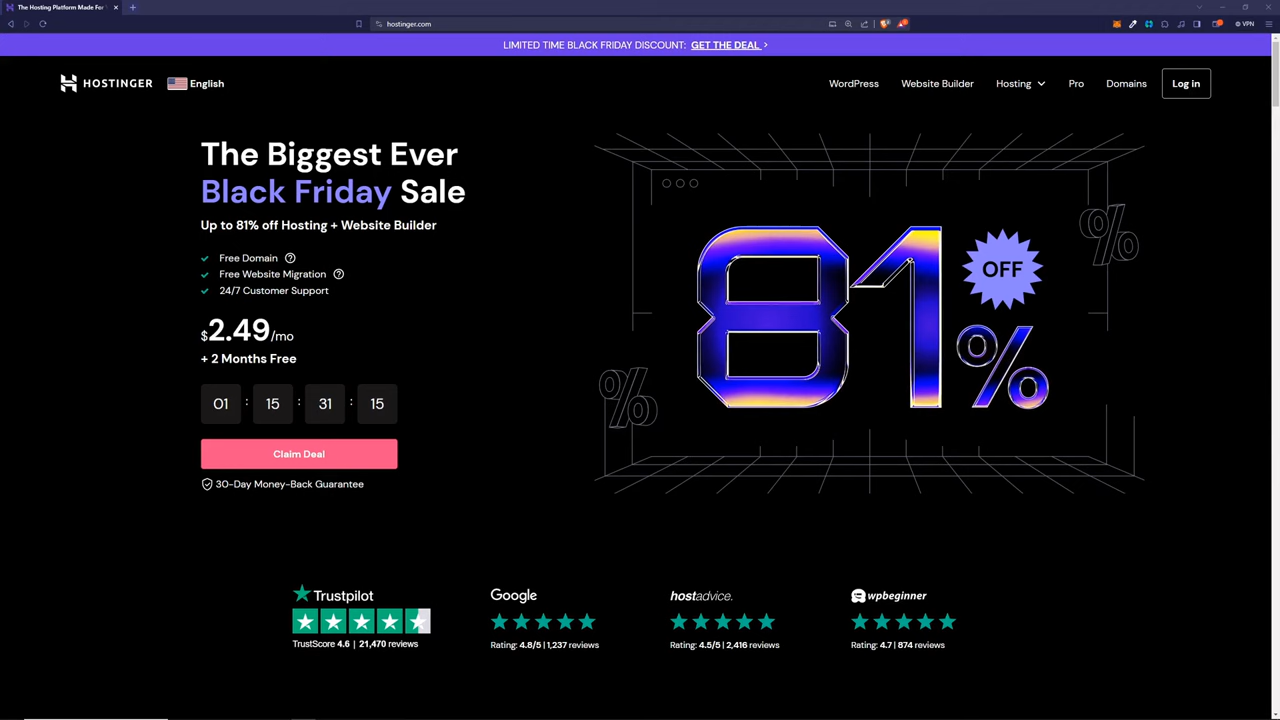 The Hosting Platform Made For Y
hostinger.com
VPN
LIMITED TIME BLACK FRIDAY DISCOUNT: GET THE DEAL >
HOSTINGER
English
WordPress
Website Builder
Hosting
Pro
Domains
Log in
The Biggest Ever
Black Friday Sale
Up to 81% off Hosting + Website Builder
Free Domain
Free Website Migration
24/7 Customer Support
$2.49/mo
+ 2 Months Free
01 : 15 : 31 : 15
Claim Deal
30-Day Money-Back Guarantee
81
OFF
%
%
%
Trustpilot
TrustScore 4.6 | 21,470 reviews
Google
Rating: 4.8/5 | 1,237 reviews
hostadvice.
Rating: 4.5/5 | 2,416 reviews
wpbeginner
Rating: 4.7 | 874 reviews